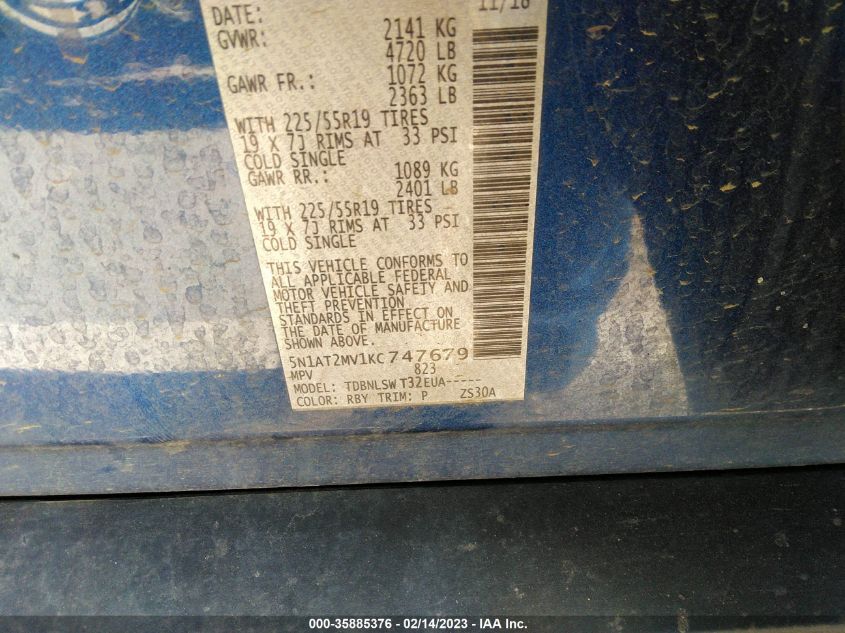 DATE: 11/18
GVWR: 2141 KG
4720 LB
GAWR FR.: 1072 KG
2363 LB
WITH 225/55R19 TIRES
19 X 7J RIMS AT 33 PSI
COLD SINGLE
GAWR RR.: 1089 KG
2401 LB
WITH 225/55R19 TIRES
19 X 7J RIMS AT 33 PSI
COLD SINGLE
THIS VEHICLE CONFORMS TO
ALL APPLICABLE FEDERAL
MOTOR VEHICLE SAFETY AND
THEFT PREVENTION
STANDARDS IN EFFECT ON
THE DATE OF MANUFACTURE
SHOWN ABOVE.
5N1AT2MV1KC747679
MPV 823
MODEL: TDBNLSW T32EUA-----
COLOR: RBY TRIM: P ZS30A
000-35885376 - 02/14/2023 - © IAA Inc.